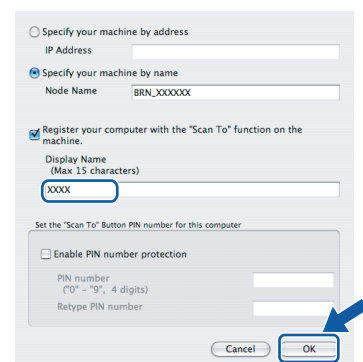 Specify your machine by address
IP Address
Specify your machine by name
Node Name BRN_XXXXXX
Register your computer with the "Scan To" function on the
machine.
Display Name
(Max 15 characters)
XXXX
Set the "Scan To" Button PIN number for this computer
Enable PIN number protection
PIN number
("0" – "9", 4 digits)
Retype PIN number
Cancel OK